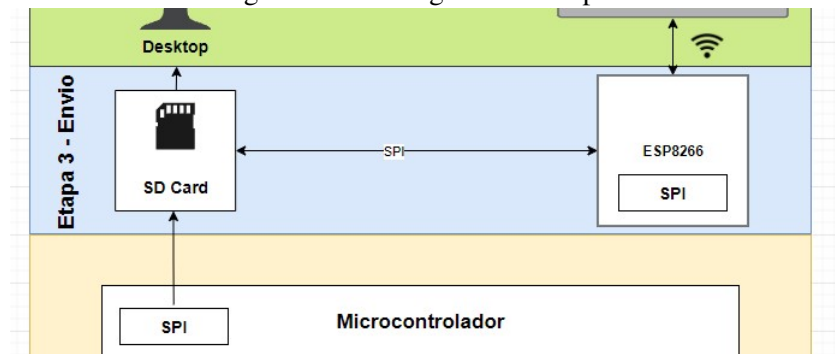 Desktop
Etapa 3 - Envio
SD Card
SPI
ESP8266
SPI
SPI
Microcontrolador